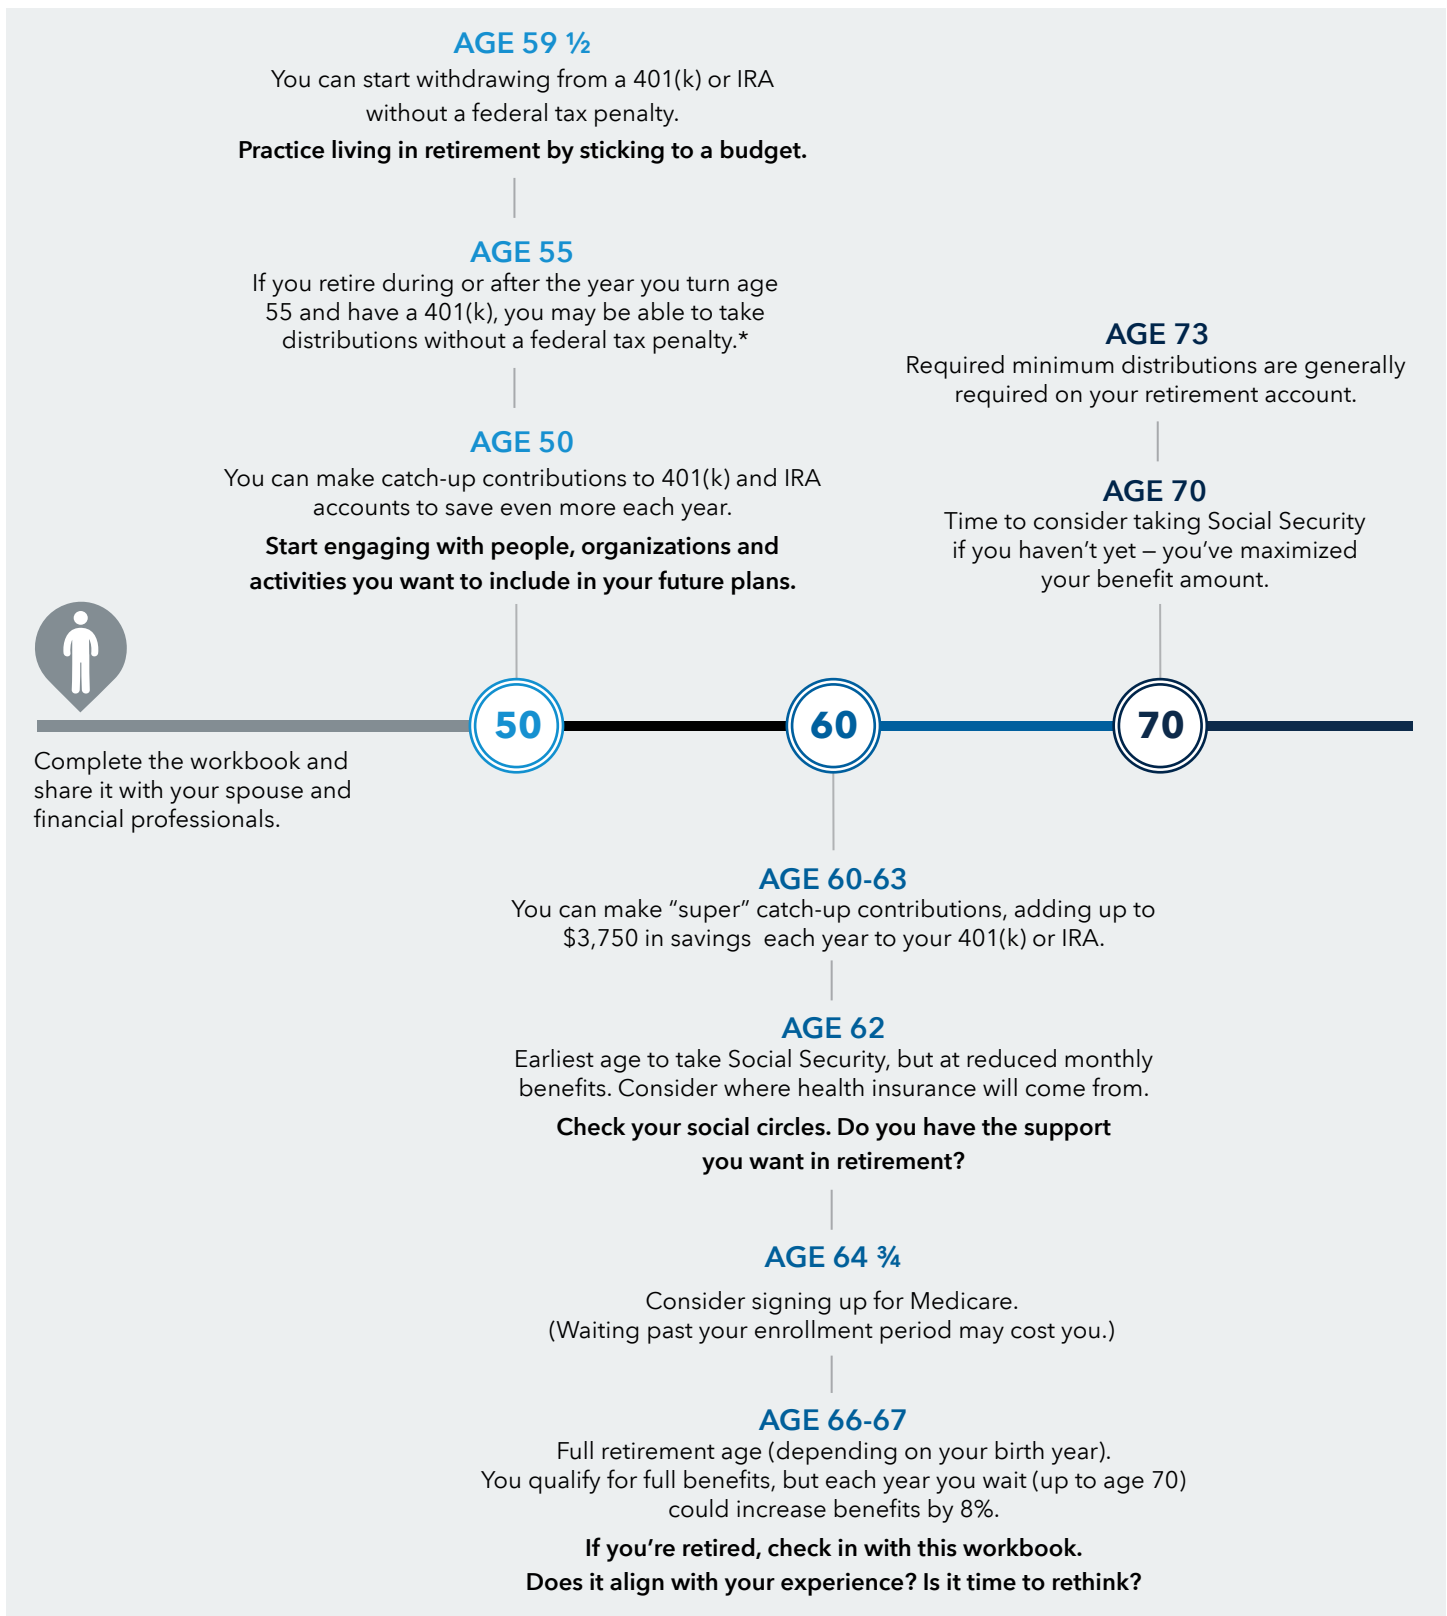 AGE 59 ½
You can start withdrawing from a 401(k) or IRA
without a federal tax penalty.
Practice living in retirement by sticking to a budget.
AGE 55
If you retire during or after the year you turn age
55 and have a 401(k), you may be able to take
distributions without a federal tax penalty.*
AGE 50
You can make catch-up contributions to 401(k) and IRA
accounts to save even more each year.
Start engaging with people, organizations and
activities you want to include in your future plans.
AGE 73
Required minimum distributions are generally
required on your retirement account.
AGE 70
Time to consider taking Social Security
if you haven't yet – you've maximized
your benefit amount.
50
60
70
Complete the workbook and
share it with your spouse and
financial professionals.
AGE 60-63
You can make “super” catch-up contributions, adding up to
$3,750 in savings each year to your 401(k) or IRA.
AGE 62
Earliest age to take Social Security, but at reduced monthly
benefits. Consider where health insurance will come from.
Check your social circles. Do you have the support
you want in retirement?
AGE 64 ¾
Consider signing up for Medicare.
(Waiting past your enrollment period may cost you.)
AGE 66-67
Full retirement age (depending on your birth year).
You qualify for full benefits, but each year you wait (up to age 70)
could increase benefits by 8%.
If you're retired, check in with this workbook.
Does it align with your experience? Is it time to rethink?